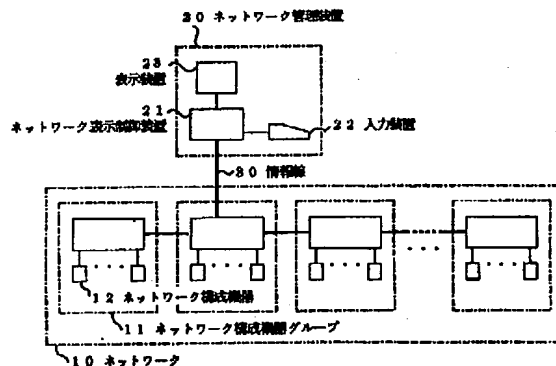 20 ネットワーク管理装置
23
表示装置
21
ネットワーク表示制御装置
22 入力装置
30 情報線
12 ネットワーク構成機器
11 ネットワーク構成機器グループ
10 ネットワーク